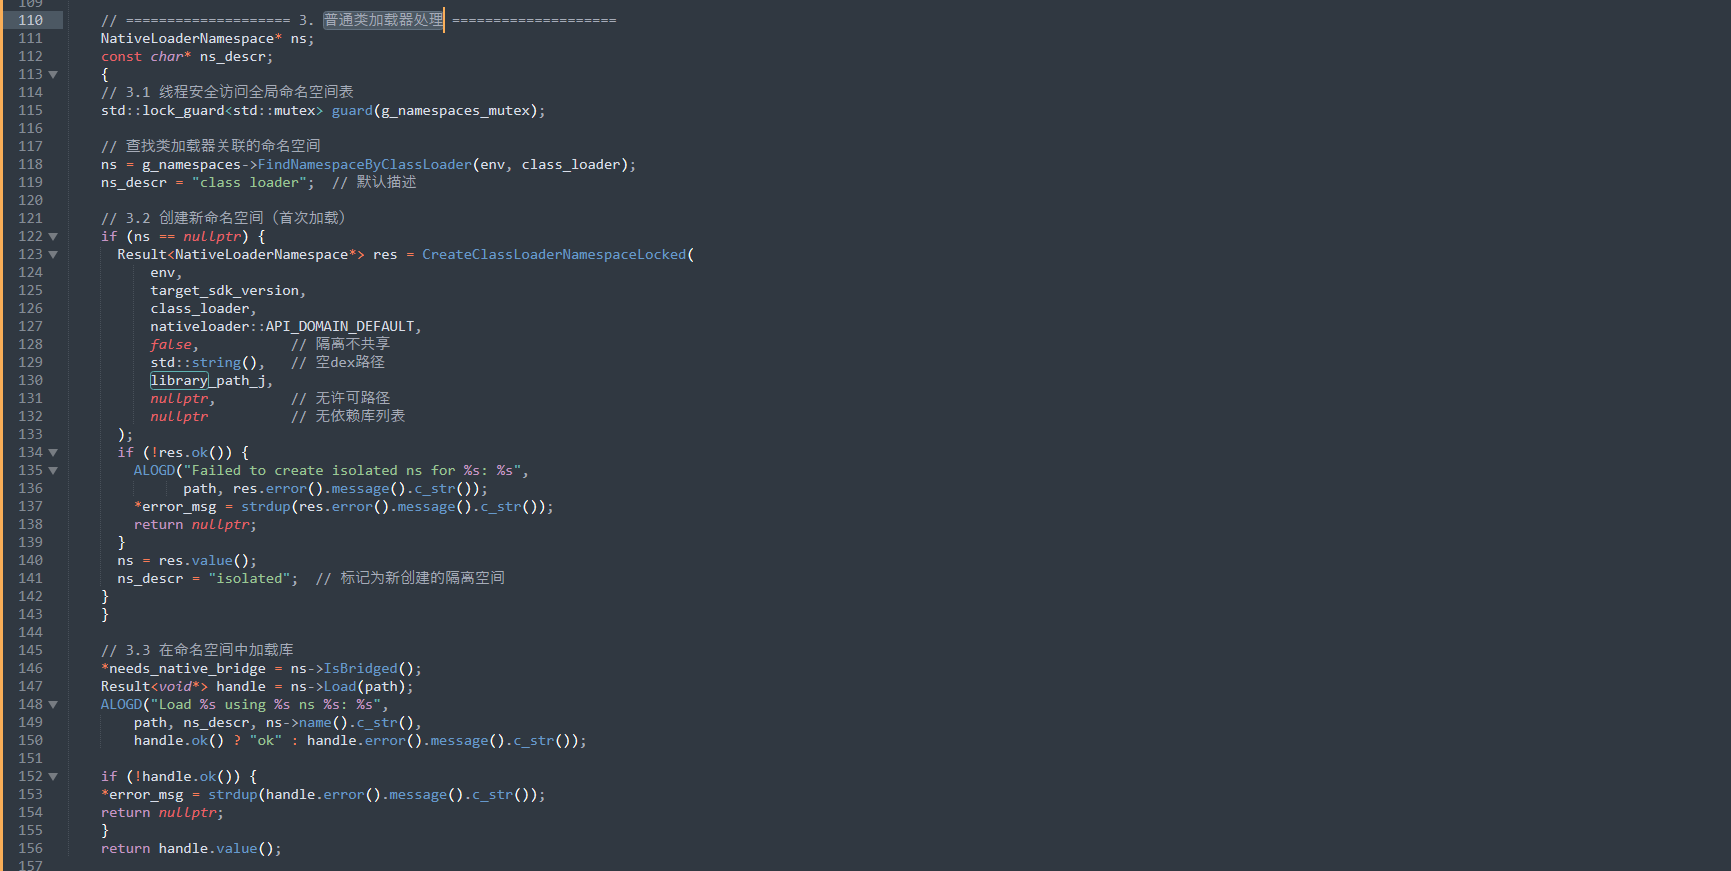 109
110 // ==================== 3. 普通类加载器处理 ====================
111 NativeLoaderNamespace* ns;
112 const char* ns_descr;
113 {
114 // 3.1 线程安全访问全局命名空间表
115 std::lock_guard<std::mutex> guard(g_namespaces_mutex);
116
117 // 查找类加载器关联的命名空间
118 ns = g_namespaces->FindNamespaceByClassLoader(env, class_loader);
119 ns_descr = "class loader";  // 默认描述
120
121 // 3.2 创建新命名空间（首次加载）
122 if (ns == nullptr) {
123   Result<NativeLoaderNamespace*> res = CreateClassLoaderNamespaceLocked(
124       env,
125       target_sdk_version,
126       class_loader,
127       nativeloader::API_DOMAIN_DEFAULT,
128       false,           // 隔离不共享
129       std::string(),   // 空dex路径
130       library_path_j,
131       nullptr,         // 无许可路径
132       nullptr          // 无依赖库列表
133   );
134   if (!res.ok()) {
135     ALOGD("Failed to create isolated ns for %s: %s",
136           path, res.error().message().c_str());
137     *error_msg = strdup(res.error().message().c_str());
138     return nullptr;
139   }
140   ns = res.value();
141   ns_descr = "isolated";  // 标记为新创建的隔离空间
142 }
143 }
144
145 // 3.3 在命名空间中加载库
146 *needs_native_bridge = ns->IsBridged();
147 Result<void*> handle = ns->Load(path);
148 ALOGD("Load %s using %s ns %s: %s",
149     path, ns_descr, ns->name().c_str(),
150     handle.ok() ? "ok" : handle.error().message().c_str());
151
152 if (!handle.ok()) {
153 *error_msg = strdup(handle.error().message().c_str());
154 return nullptr;
155 }
156 return handle.value();
157